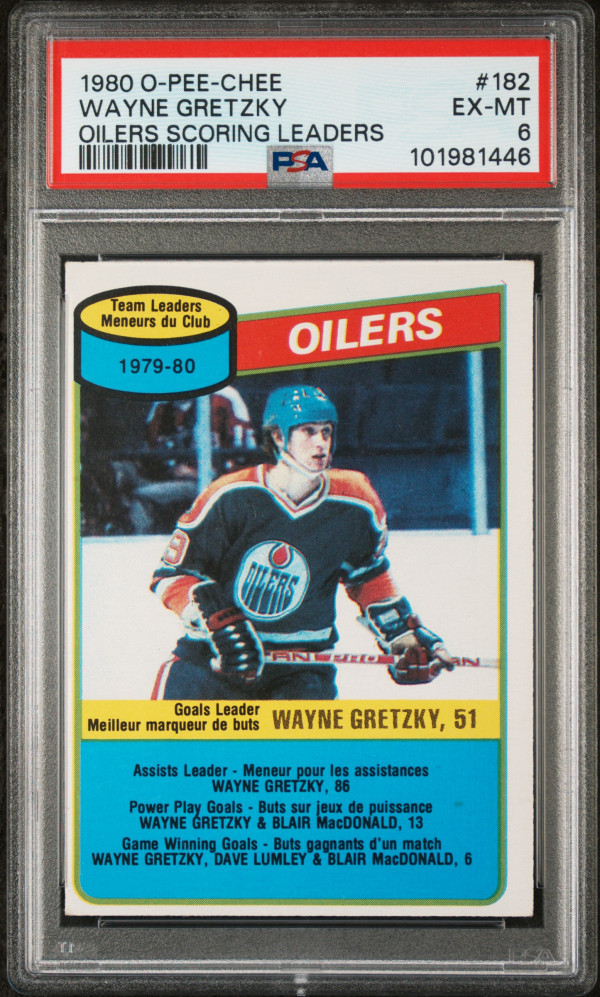 1980 O-PEE-CHEE #182
WAYNE GRETZKY EX-MT
OILERS SCORING LEADERS 6
PSA 101981446
Team Leaders
Meneurs du Club
1979-80
OILERS
9
OILERS
Goals Leader
Meilleur marqueur de buts
WAYNE GRETZKY, 51
Assists Leader - Meneur pour les assistances
WAYNE GRETZKY, 86
Power Play Goals - Buts sur jeux de puissance
WAYNE GRETZKY & BLAIR MacDONALD, 13
Game Winning Goals - Buts gagnants d'un match
WAYNE GRETZKY, DAVE LUMLEY & BLAIR MacDONALD, 6
PSA